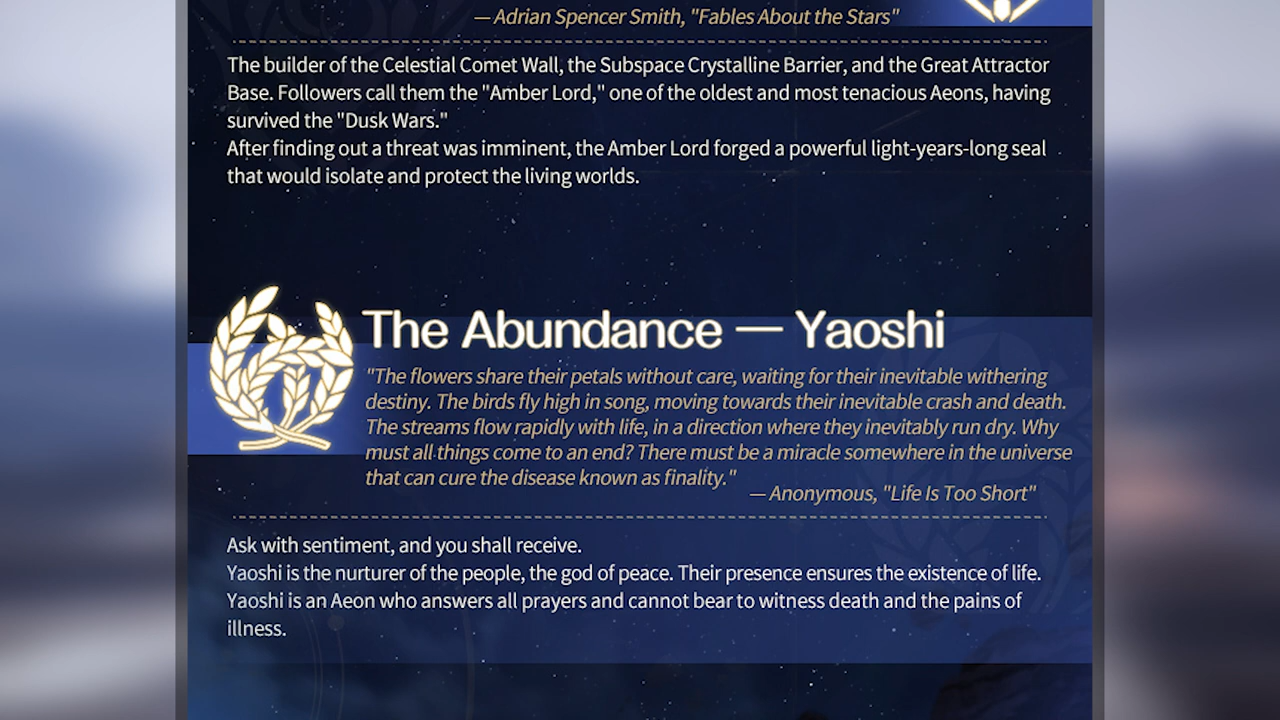 — Adrian Spencer Smith, "Fables About the Stars"
The builder of the Celestial Comet Wall, the Subspace Crystalline Barrier, and the Great Attractor
Base. Followers call them the "Amber Lord," one of the oldest and most tenacious Aeons, having
survived the "Dusk Wars."
After finding out a threat was imminent, the Amber Lord forged a powerful light-years-long seal
that would isolate and protect the living worlds.
The Abundance — Yaoshi
"The flowers share their petals without care, waiting for their inevitable withering
destiny. The birds fly high in song, moving towards their inevitable crash and death.
The streams flow rapidly with life, in a direction where they inevitably run dry. Why
must all things come to an end? There must be a miracle somewhere in the universe
that can cure the disease known as finality."
— Anonymous, "Life Is Too Short"
Ask with sentiment, and you shall receive.
Yaoshi is the nurturer of the people, the god of peace. Their presence ensures the existence of life.
Yaoshi is an Aeon who answers all prayers and cannot bear to witness death and the pains of
illness.